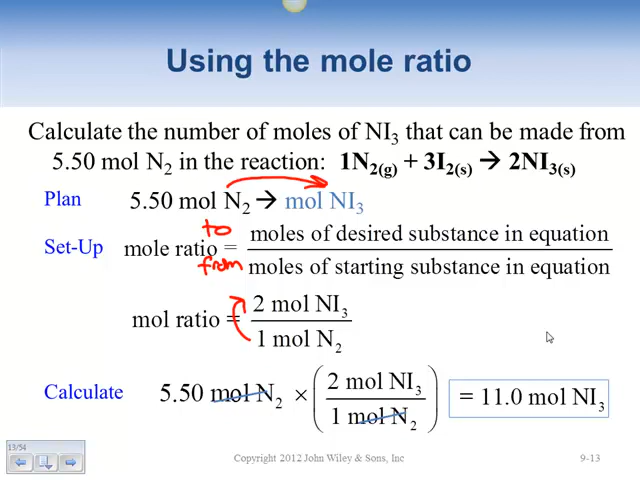 Using the mole ratio
Calculate the number of moles of NI3 that can be made from
5.50 mol N2 in the reaction: 1N2(g) + 3I2(s) → 2NI3(s)
Plan 5.50 mol N2 → mol NI3
to
Set-Up mole ratio = moles of desired substance in equation
from moles of starting substance in equation
mol ratio = 2 mol NI3
1 mol N2
Calculate 5.50 mol N2 × ( 2 mol NI3 ) = 11.0 mol NI3
1 mol N2
13/54
Copyright 2012 John Wiley & Sons, Inc 9-13